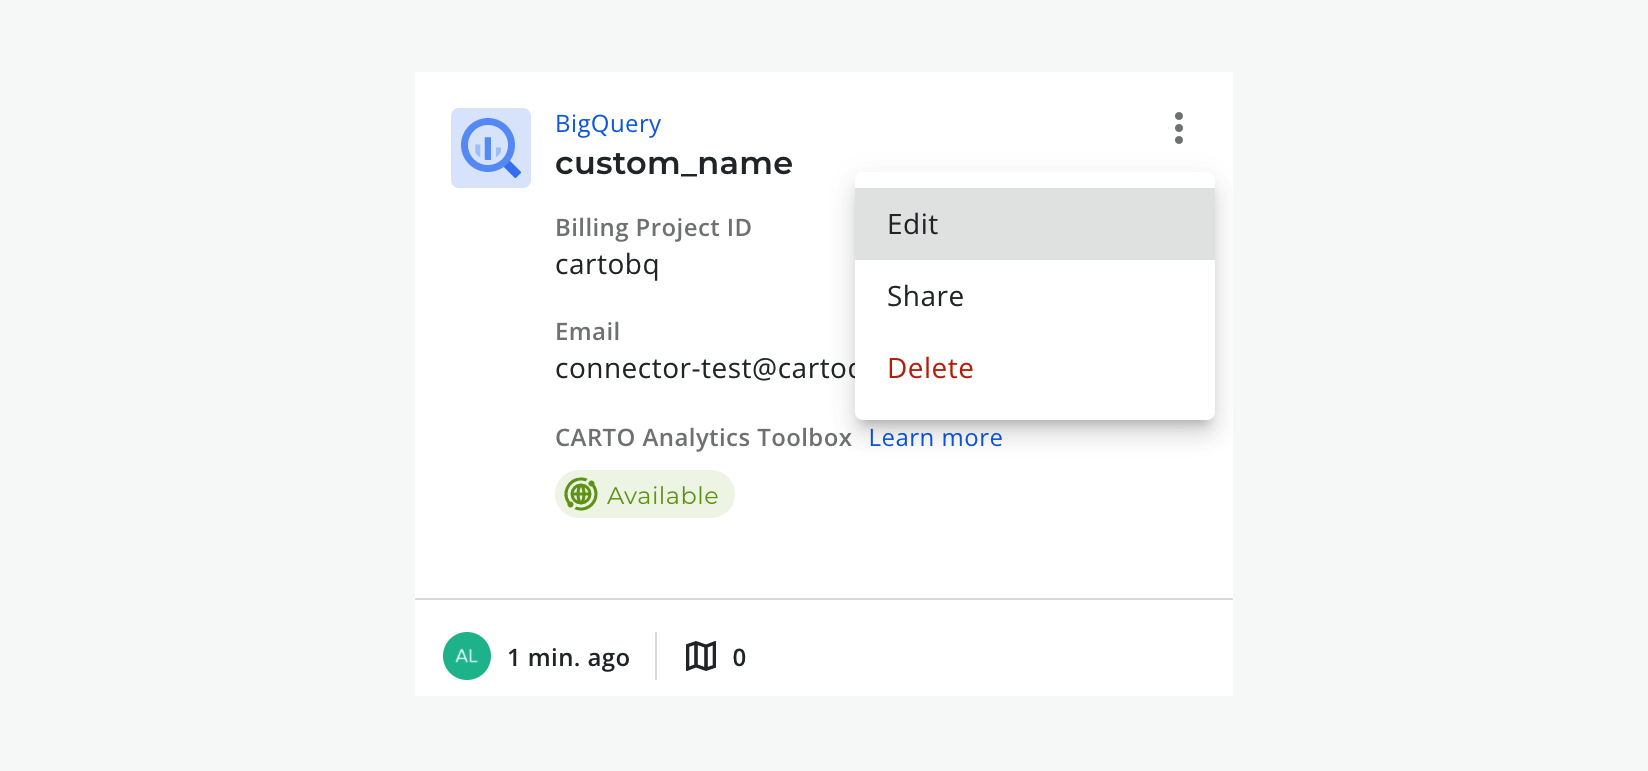 BigQuery
custom_name
Billing Project ID
cartobq
Email
connector-test@cartoc
CARTO Analytics Toolbox Learn more
Available
Edit
Share
Delete
AL 1 min. ago 0